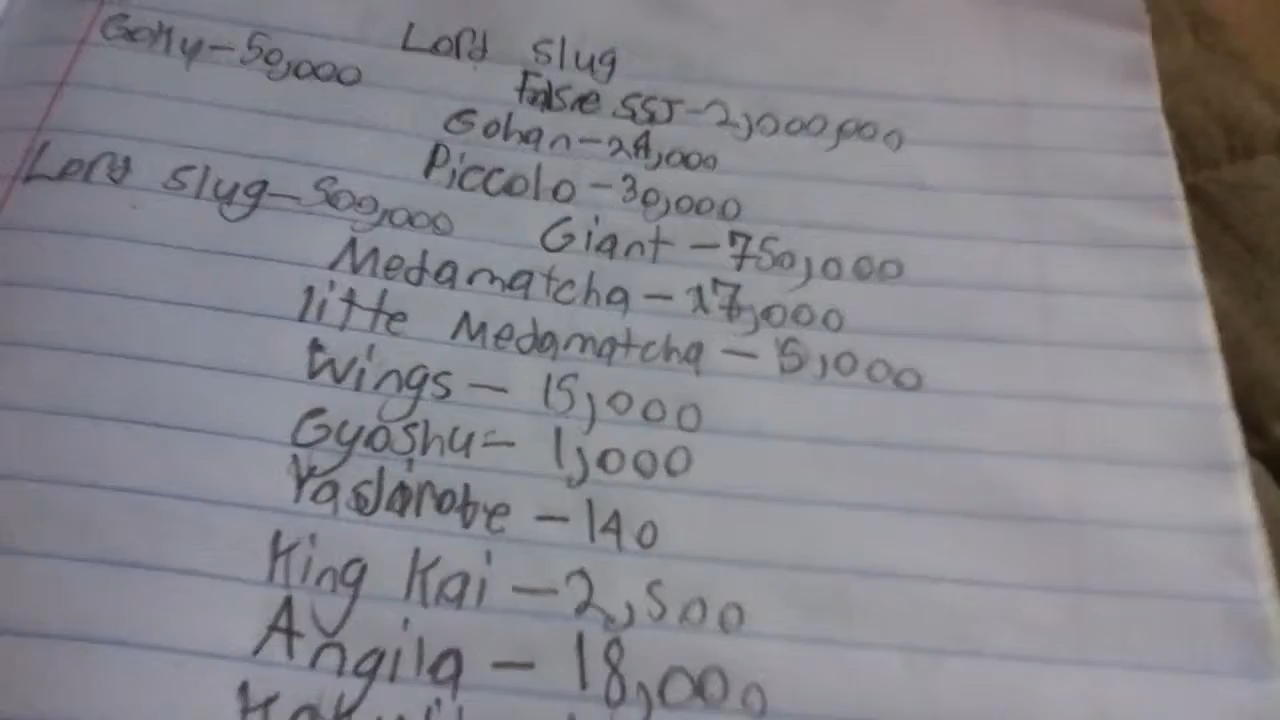 Lord Slug
Goku-50,000
False SSJ-2,000,000
Gohan-24,000
Piccolo-30,000
Lord Slug-500,000
Giant-750,000
Medamatcha-17,000
litte Medamatcha-5,000
Wings-15,000
Gyoshu-1,000
Yasjirobe-140
King Kai-2,500
Angila-18,000